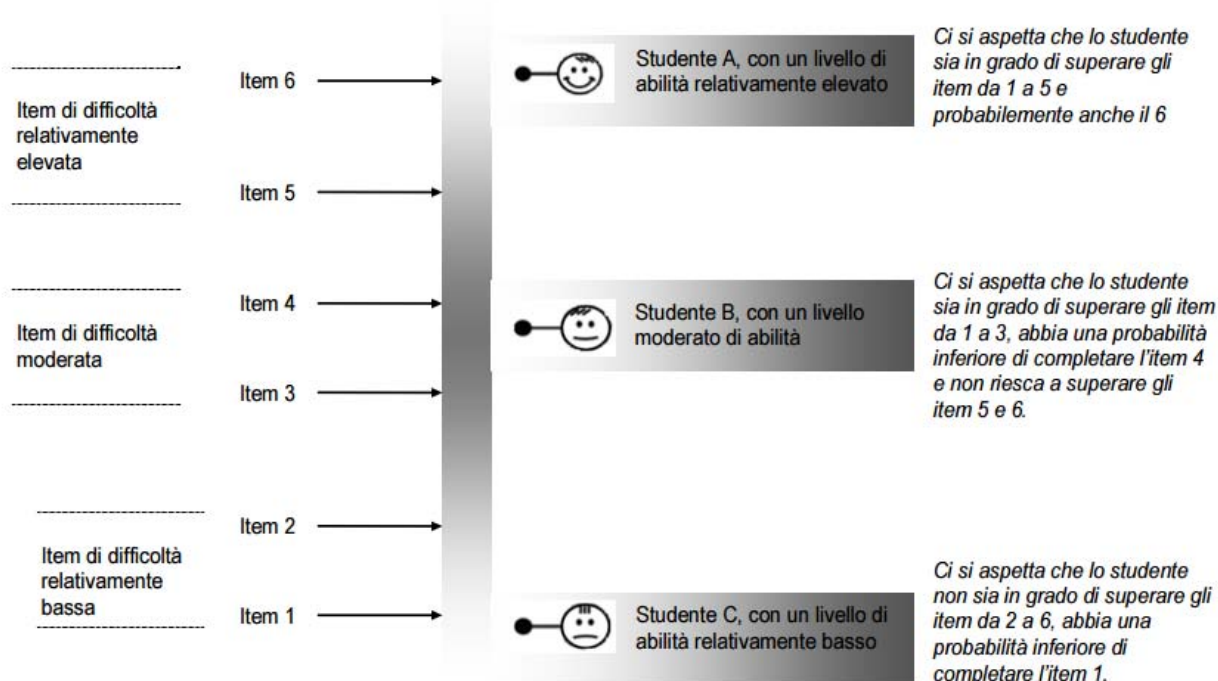 Item di difficoltà
relativamente
elevata
Item 6
Item 5
Studente A, con un livello di
abilità relativamente elevato
Ci si aspetta che lo studente
sia in grado di superare gli
item da 1 a 5 e
probabilemente anche il 6
Item di difficoltà
moderata
Item 4
Item 3
Studente B, con un livello
moderato di abilità
Ci si aspetta che lo studente
sia in grado di superare gli item
da 1 a 3, abbia una probabilità
inferiore di completare l'item 4
e non riesca a superare gli
item 5 e 6.
Item di difficoltà
relativamente
bassa
Item 2
Item 1
Studente C, con un livello di
abilità relativamente basso
Ci si aspetta che lo studente
non sia in grado di superare gli
item da 2 a 6, abbia una
probabilità inferiore di
completare l'item 1.